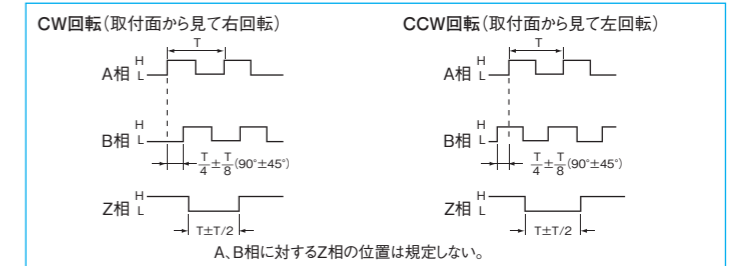 CW回転(取付面から見て右回転)
T
A相 H L
B相 H L
T/4±T/8(90°±45°)
Z相 H L
T±T/2
CCW回転(取付面から見て左回転)
T
A相 H L
B相 H L
T/4±T/8(90°±45°)
Z相 H L
T±T/2
A、B相に対するZ相の位置は規定しない。